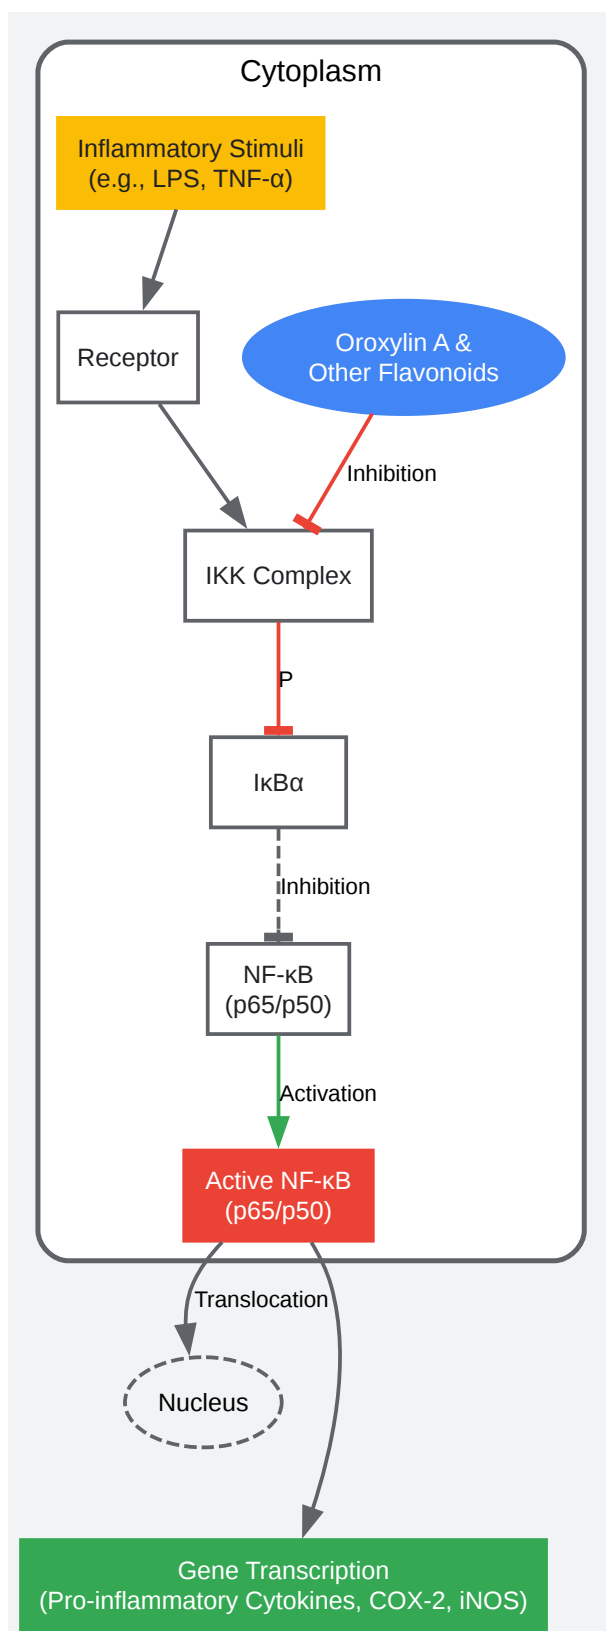 Cytoplasm
Inflammatory Stimuli
(e.g., LPS, TNF-α)
Receptor
Oroxylin A &
Other Flavonoids
Inhibition
IKK Complex
P
IκBα
Inhibition
NF-κB
(p65/p50)
Activation
Active NF-κB
(p65/p50)
Translocation
Nucleus
Gene Transcription
(Pro-inflammatory Cytokines, COX-2, iNOS)